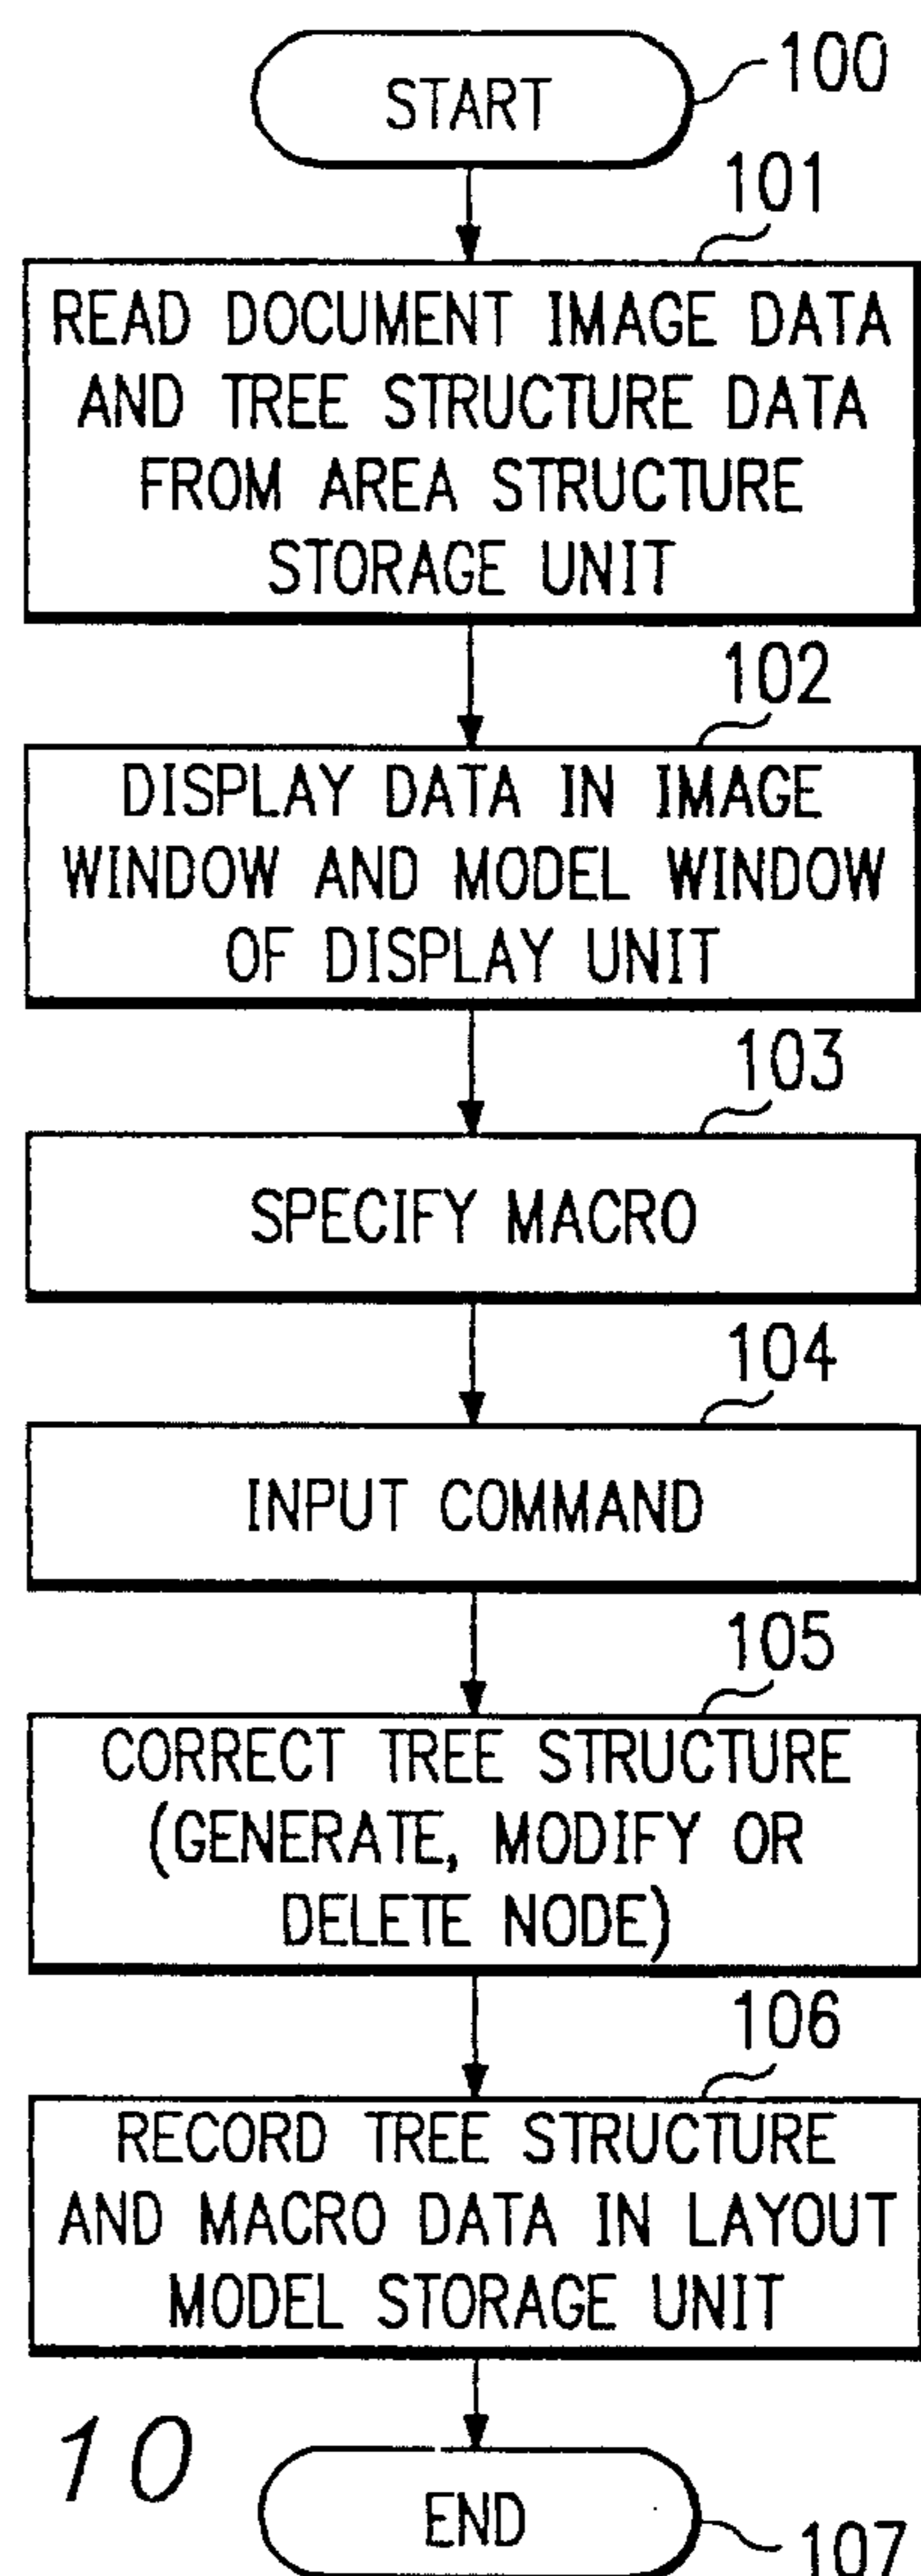 100
START
101
READ DOCUMENT IMAGE DATA
AND TREE STRUCTURE DATA
FROM AREA STRUCTURE
STORAGE UNIT
102
DISPLAY DATA IN IMAGE
WINDOW AND MODEL WINDOW
OF DISPLAY UNIT
103
SPECIFY MACRO
104
INPUT COMMAND
105
CORRECT TREE STRUCTURE
(GENERATE, MODIFY OR
DELETE NODE)
106
RECORD TREE STRUCTURE
AND MACRO DATA IN LAYOUT
MODEL STORAGE UNIT
10
END
107